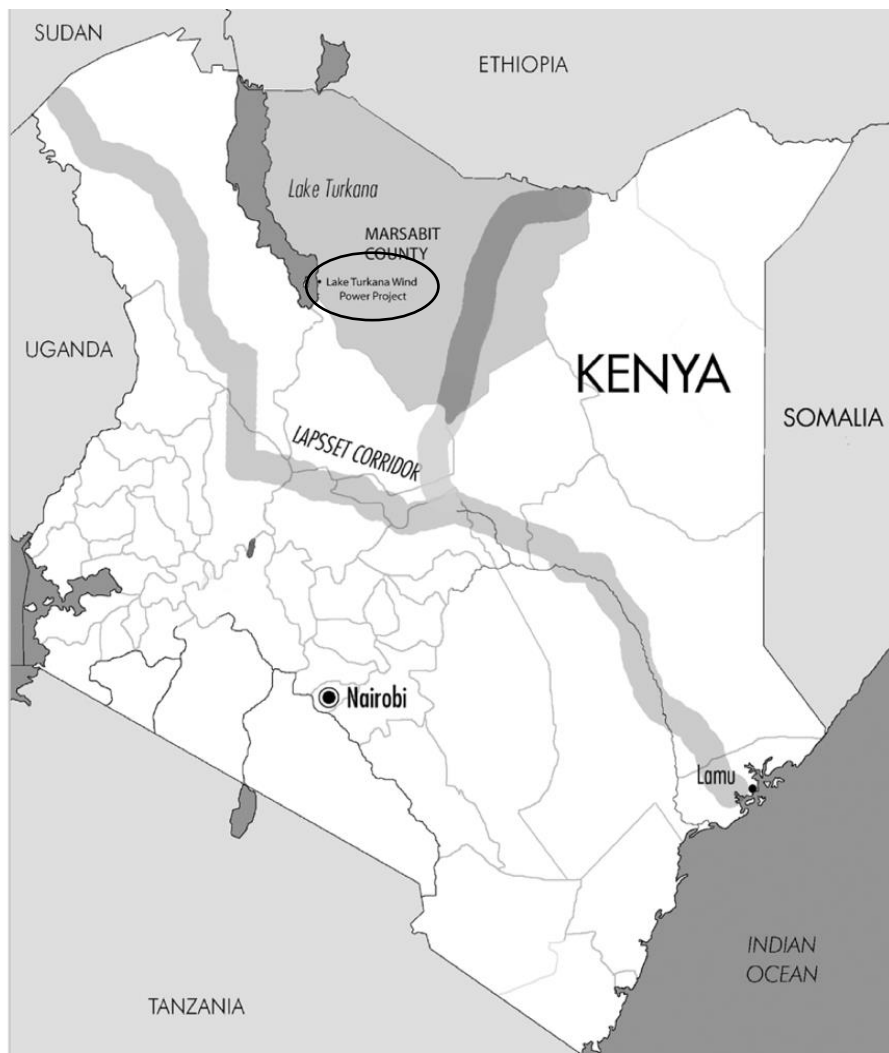 SUDAN
ETHIOPIA
Lake Turkana
MARSABIT
COUNTY
Lake Turkana Wind
Power Project
UGANDA
KENYA
SOMALIA
LAPSSET CORRIDOR
Nairobi
Lamu
INDIAN
OCEAN
TANZANIA